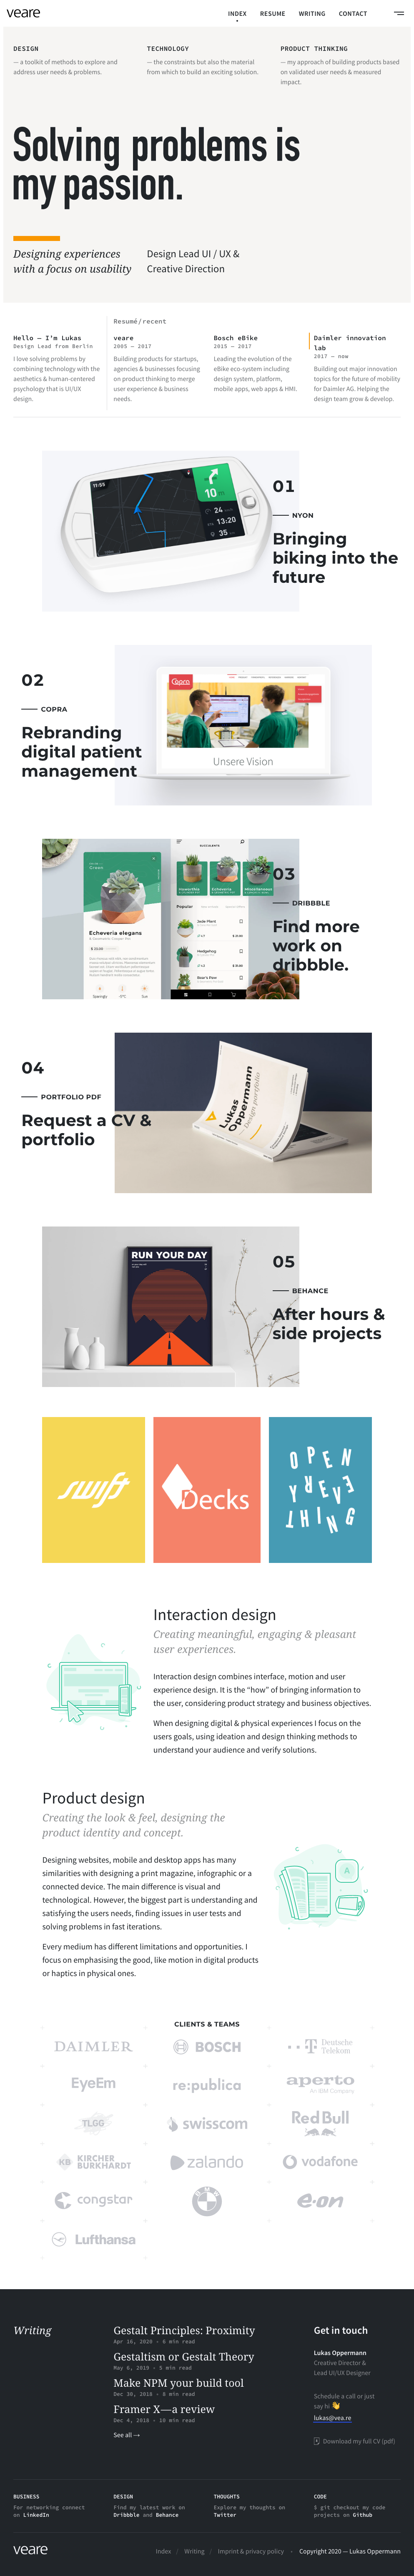 veare
INDEX
RESUME
WRITING
CONTACT
DESIGN
— a toolkit of methods to explore and
address user needs & problems.
TECHNOLOGY
— the constraints but also the material
from which to build an exciting solution.
PRODUCT THINKING
— my approach of building products based
on validated user needs & measured
impact.
Solving problems is
my passion.
Designing experiences
with a focus on usability
Design Lead UI / UX &
Creative Direction
Resumé/recent
Hello — I'm Lukas
Design Lead from Berlin
I love solving problems by
combining technology with the
aesthetics & human-centered
psychology that is UI/UX
design.
veare
2005 — 2017
Building products for startups,
agencies & businesses focusing
on product thinking to merge
user experience & business
needs.
Bosch eBike
2015 — 2017
Leading the evolution of the
eBike eco-system including
design system, platform,
mobile apps, web apps & HMI.
Daimler innovation
lab
2017 — now
Building out major innovation
topics for the future of mobility
for Daimler AG. Helping the
design team grow & develop.
17:55
10
24
13:20
35
01
NYON
Bringing
biking into the
future
02
COPRA
Rebranding
digital patient
management
Copra
Unsere Vision
SUCCULENTS
Echeveria elegans
Popular
Jade Plant
Hedgehog
Bear's Paw
Sparingly
-5°C
Sun
03
DRIBBBLE
Find more
work on
dribbble.
04
PORTFOLIO PDF
Request a CV &
portfolio
Lukas
Oppermann
Design portfolio
RUN YOUR DAY
05
BEHANCE
After hours &
side projects
swift
Decks
OPEN
EVERY
THING
Interaction design
Creating meaningful, engaging & pleasant
user experiences.
Interaction design combines interface, motion and user
experience design. It is the “how” of bringing information to
the user, considering product strategy and business objectives.
When designing digital & physical experiences I focus on the
users goals, using ideation and design thinking methods to
understand your audience and verify solutions.
Product design
Creating the look & feel, designing the
product identity and concept.
Designing websites, mobile and desktop apps has many
similarities with designing a print magazine, infographic or a
connected device. The main difference is visual and
technological. However, the biggest part is understanding and
satisfying the users needs, finding issues in user tests and
solving problems in fast iterations.
Every medium has different limitations and opportunities. I
focus on emphasising the good, like motion in digital products
or haptics in physical ones.
A
CLIENTS & TEAMS
DAIMLER
BOSCH
T Deutsche
Telekom
EyeEm
re:publica
aperto
An IBM Company
TLGG
swisscom
Red Bull
KB KIRCHER
BURKHARDT
zalando
vodafone
congstar
BMW
e·on
Lufthansa
Writing
Gestalt Principles: Proximity
Apr 16, 2020 – 6 min read
Gestaltism or Gestalt Theory
May 6, 2019 – 5 min read
Make NPM your build tool
Dec 30, 2018 – 8 min read
Framer X — a review
Dec 4, 2018 – 10 min read
See all →
Get in touch
Lukas Oppermann
Creative Director &
Lead UI/UX Designer
Schedule a call or just
say hi 👋
lukas@vea.re
Download my full CV (pdf)
BUSINESS
For networking connect
on LinkedIn
DESIGN
Find my latest work on
Dribbble and Behance
THOUGHTS
Explore my thoughts on
Twitter
CODE
$ git checkout my code
projects on Github
veare
Index / Writing / Imprint & privacy policy – Copyright 2020 — Lukas Oppermann